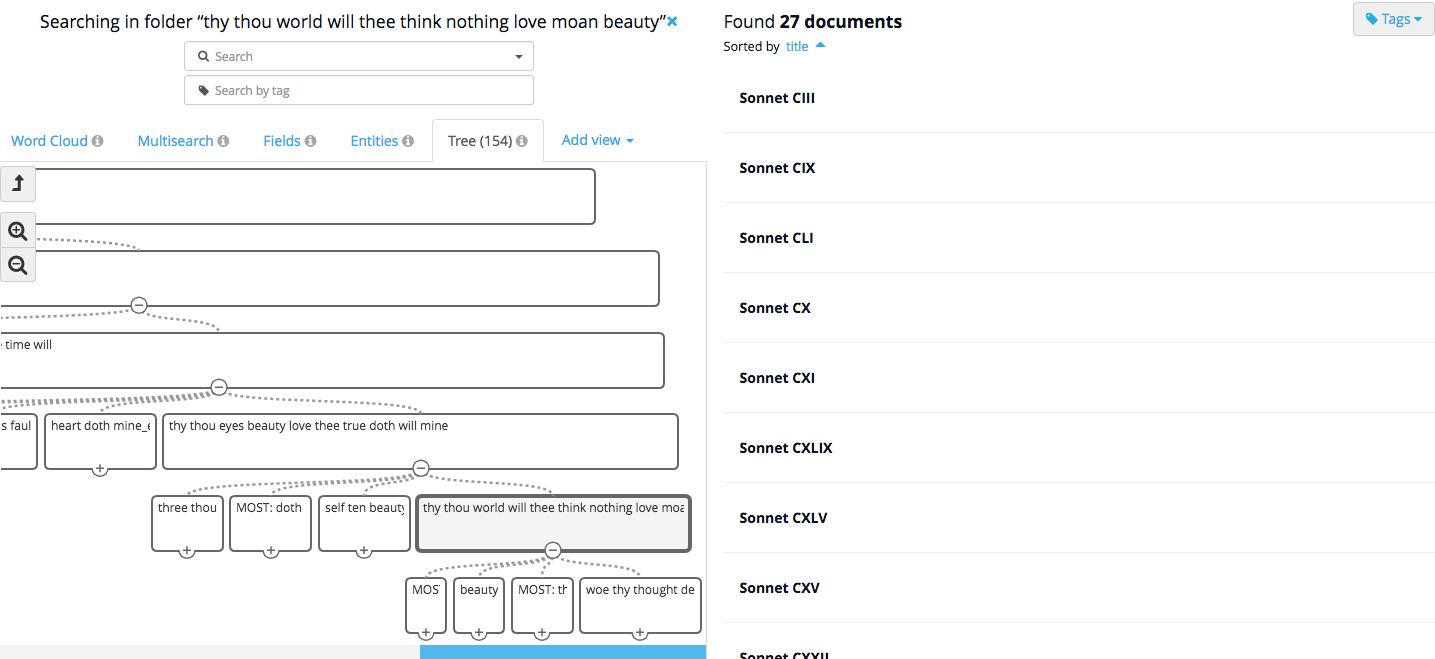 Searching in folder “thy thou world will thee think nothing love moan beauty”
Search
Search by tag
Word Cloud
Multisearch
Fields
Entities
Tree (154)
Add view
time will
s faul
heart doth mine_e
thy thou eyes beauty love thee true doth will mine
three thou
MOST: doth
self ten beauty
thy thou world will thee think nothing love moa
MOS
beauty
MOST: th
woe thy thought de
Found 27 documents
Tags
Sorted by title
Sonnet CIII
Sonnet CIX
Sonnet CLI
Sonnet CX
Sonnet CXI
Sonnet CXLIX
Sonnet CXLV
Sonnet CXV
Sonnet CXXII